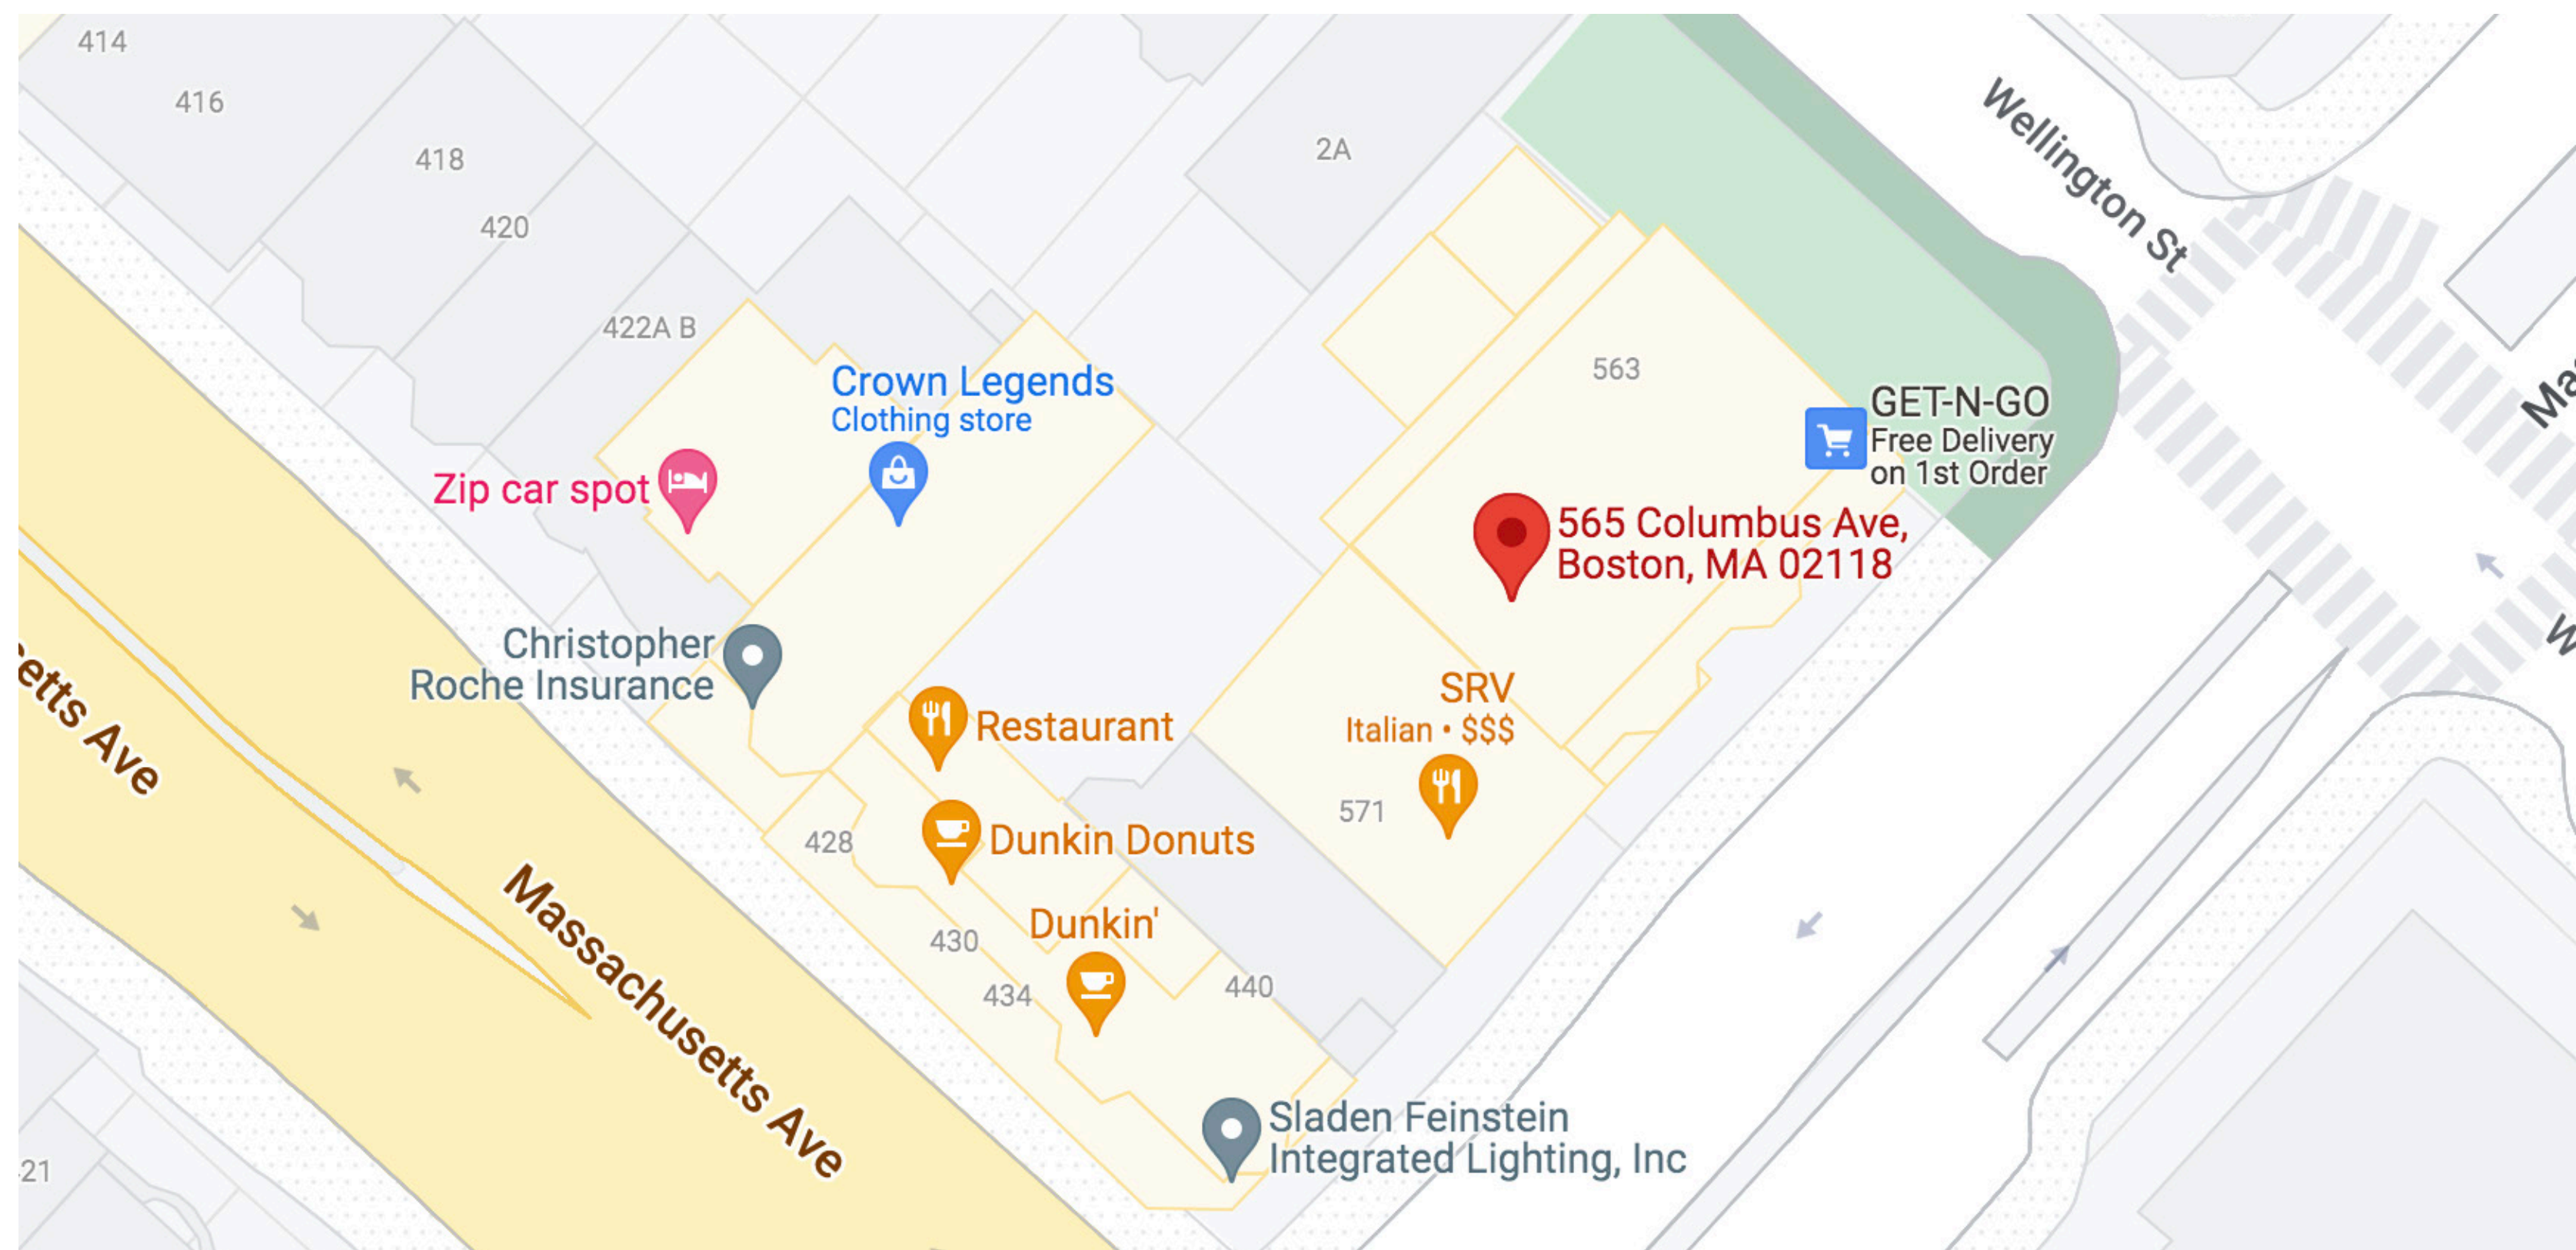 414
416
418
420
422A B
2A
Wellington St
563
Crown Legends
Clothing store
GET-N-GO
Free Delivery
on 1st Order
Zip car spot
565 Columbus Ave,
Boston, MA 02118
Christopher
Roche Insurance
SRV
Italian • $$$
571
Restaurant
428
Dunkin Donuts
430
Dunkin'
434
440
Massachusetts Ave
setts Ave
Sladen Feinstein
Integrated Lighting, Inc